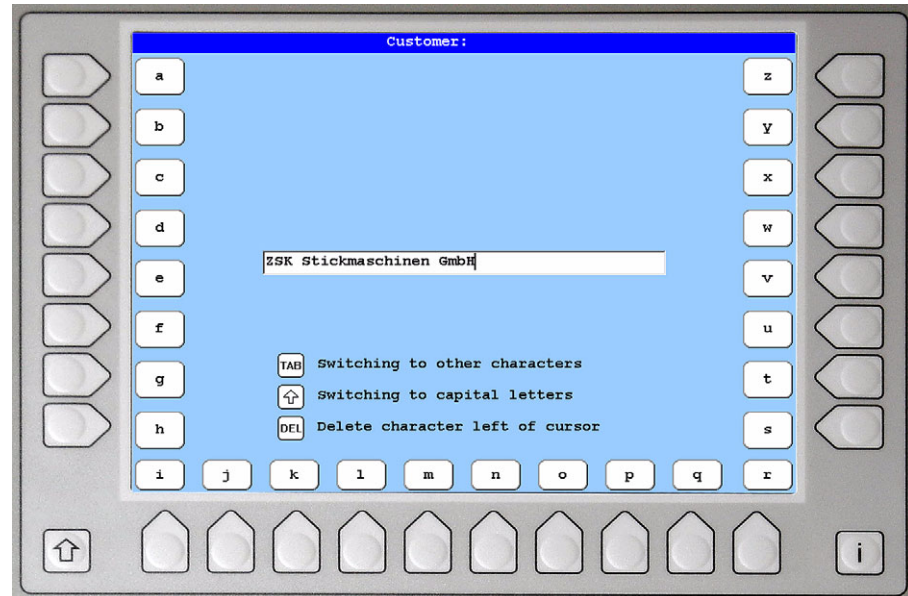 Customer:
a z
b y
c x
d w
ZSK Stickmaschinen GmbH
e v
f u
TAB Switching to other characters
g t
Switching to capital letters
h s
DEL Delete character left of cursor
i j k l m n o p q r
i